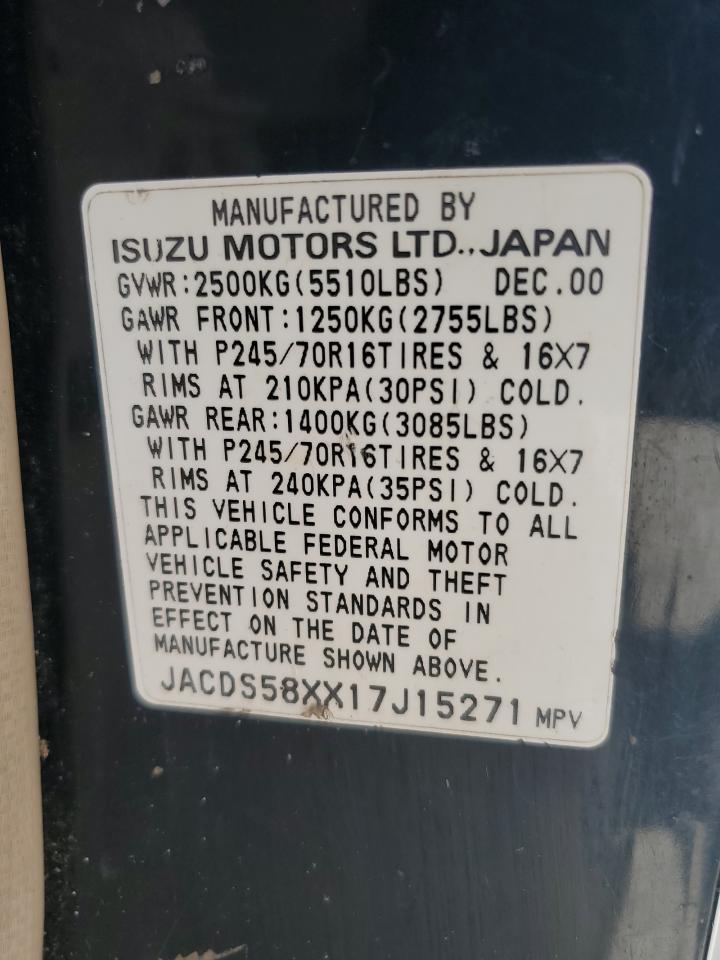 MANUFACTURED BY
ISUZU MOTORS LTD., JAPAN
GVWR:2500KG(5510LBS) DEC.00
GAWR FRONT:1250KG(2755LBS)
WITH P245/70R16TIRES & 16X7
RIMS AT 210KPA(30PSI) COLD.
GAWR REAR:1400KG(3085LBS)
WITH P245/70R16TIRES & 16X7
RIMS AT 240KPA(35PSI) COLD.
THIS VEHICLE CONFORMS TO ALL
APPLICABLE FEDERAL MOTOR
VEHICLE SAFETY AND THEFT
PREVENTION STANDARDS IN
EFFECT ON THE DATE OF
MANUFACTURE SHOWN ABOVE.
JACDS58XX17J15271 MPV